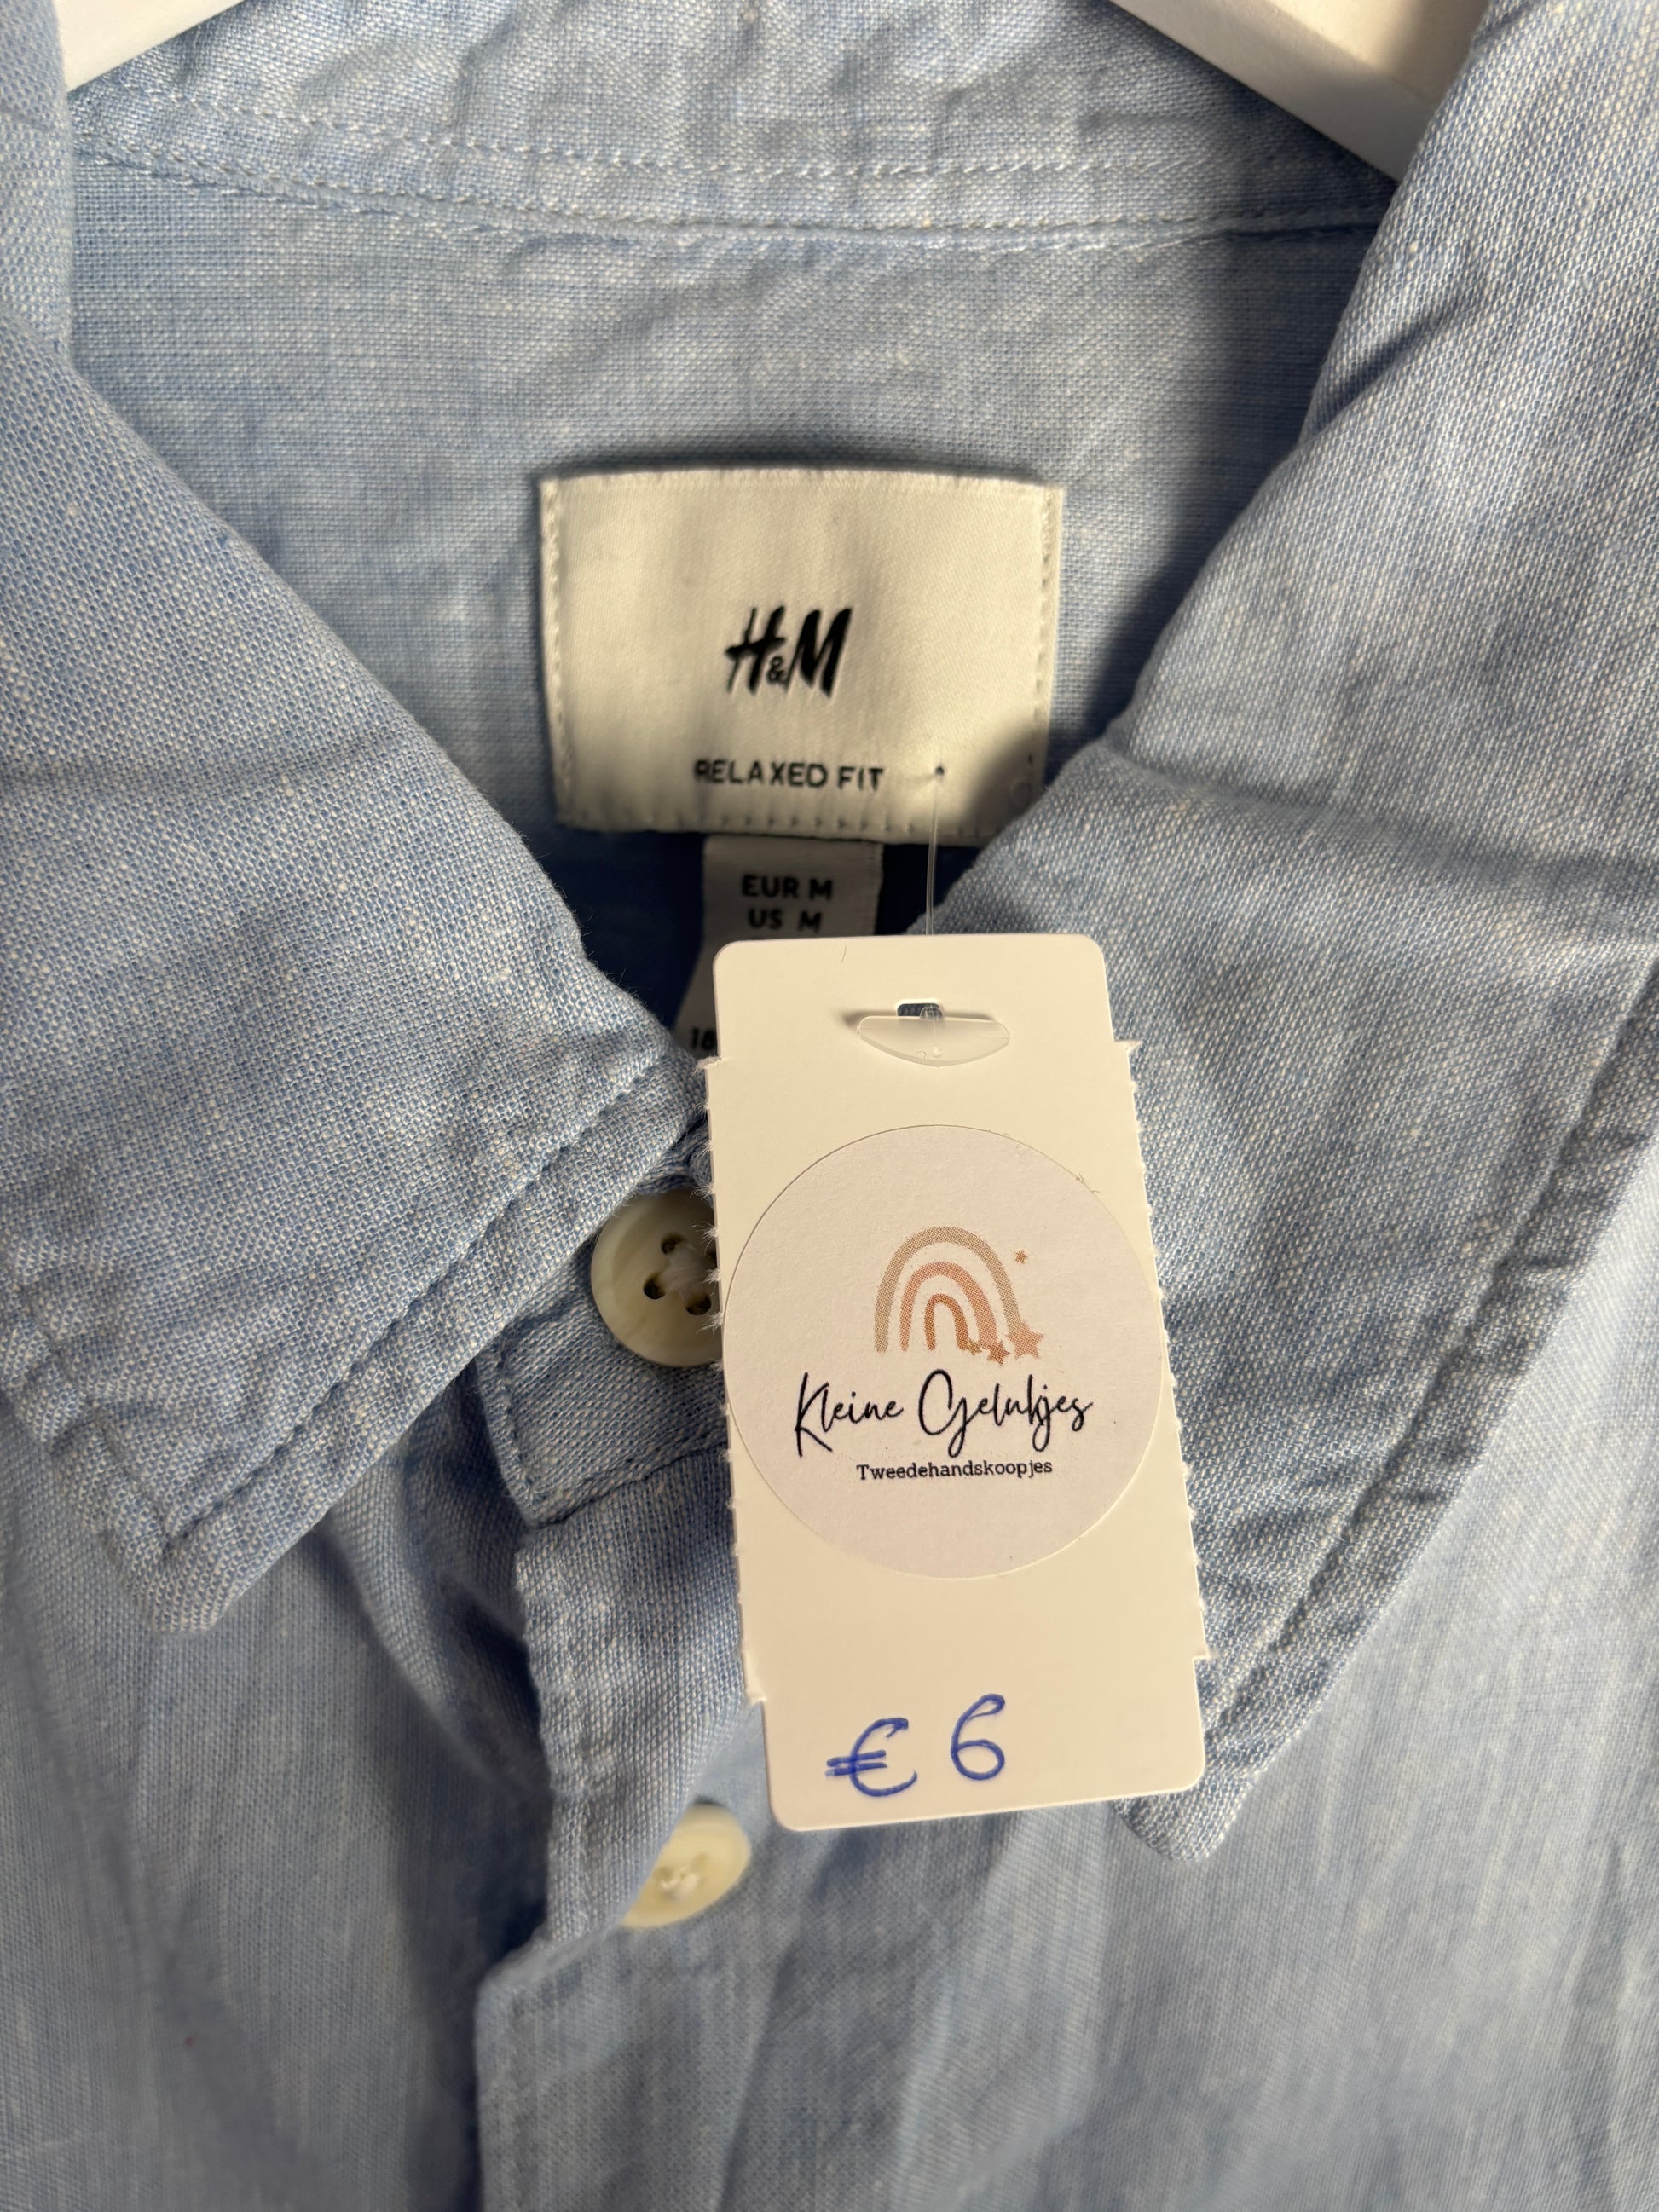 H&M
RELAXED FIT
EUR M
US M
Kleine Gelukjes
Tweedehandskoopjes
€ 6